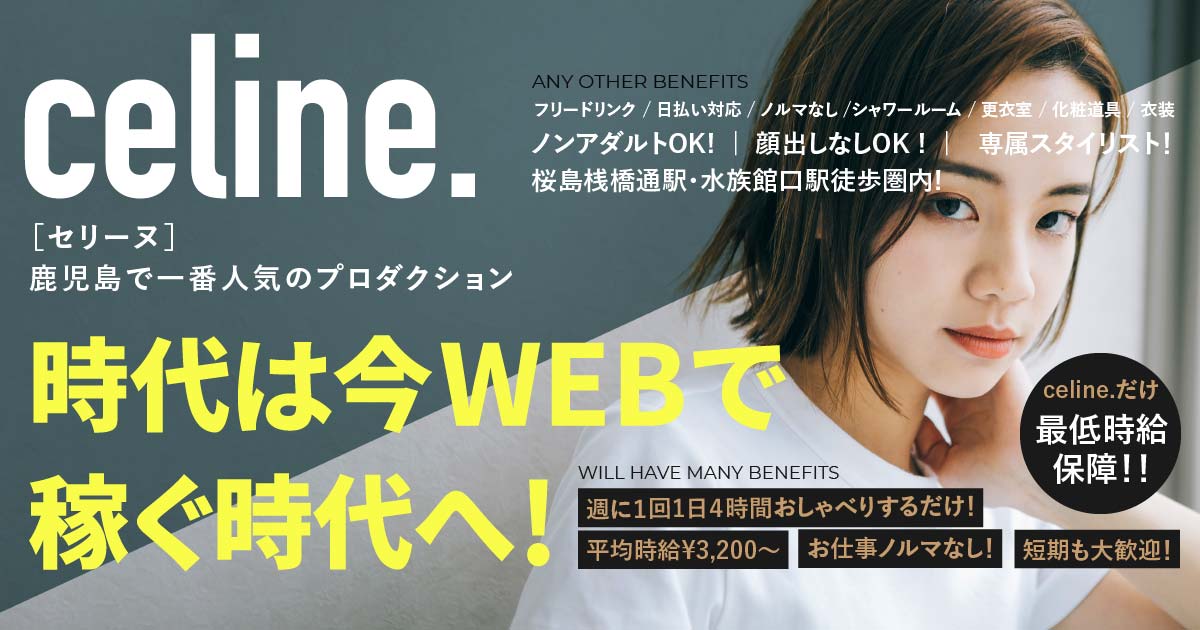 celine.
[セリーヌ]
鹿児島で一番人気のプロダクション
ANY OTHER BENEFITS
フリードリンク / 日払い対応 / ノルマなし /シャワールーム / 更衣室 / 化粧道具 / 衣装
ノンアダルトOK! | 顔出しなしOK ! | 専属スタイリスト!
桜島桟橋通駅・水族館口駅徒歩圏内!
時代は今WEBで
稼ぐ時代へ!
celine.だけ
最低時給
保障!!
WILL HAVE MANY BENEFITS
週に1回1日4時間おしゃべりするだけ!
平均時給¥3,200〜
お仕事ノルマなし!
短期も大歓迎!